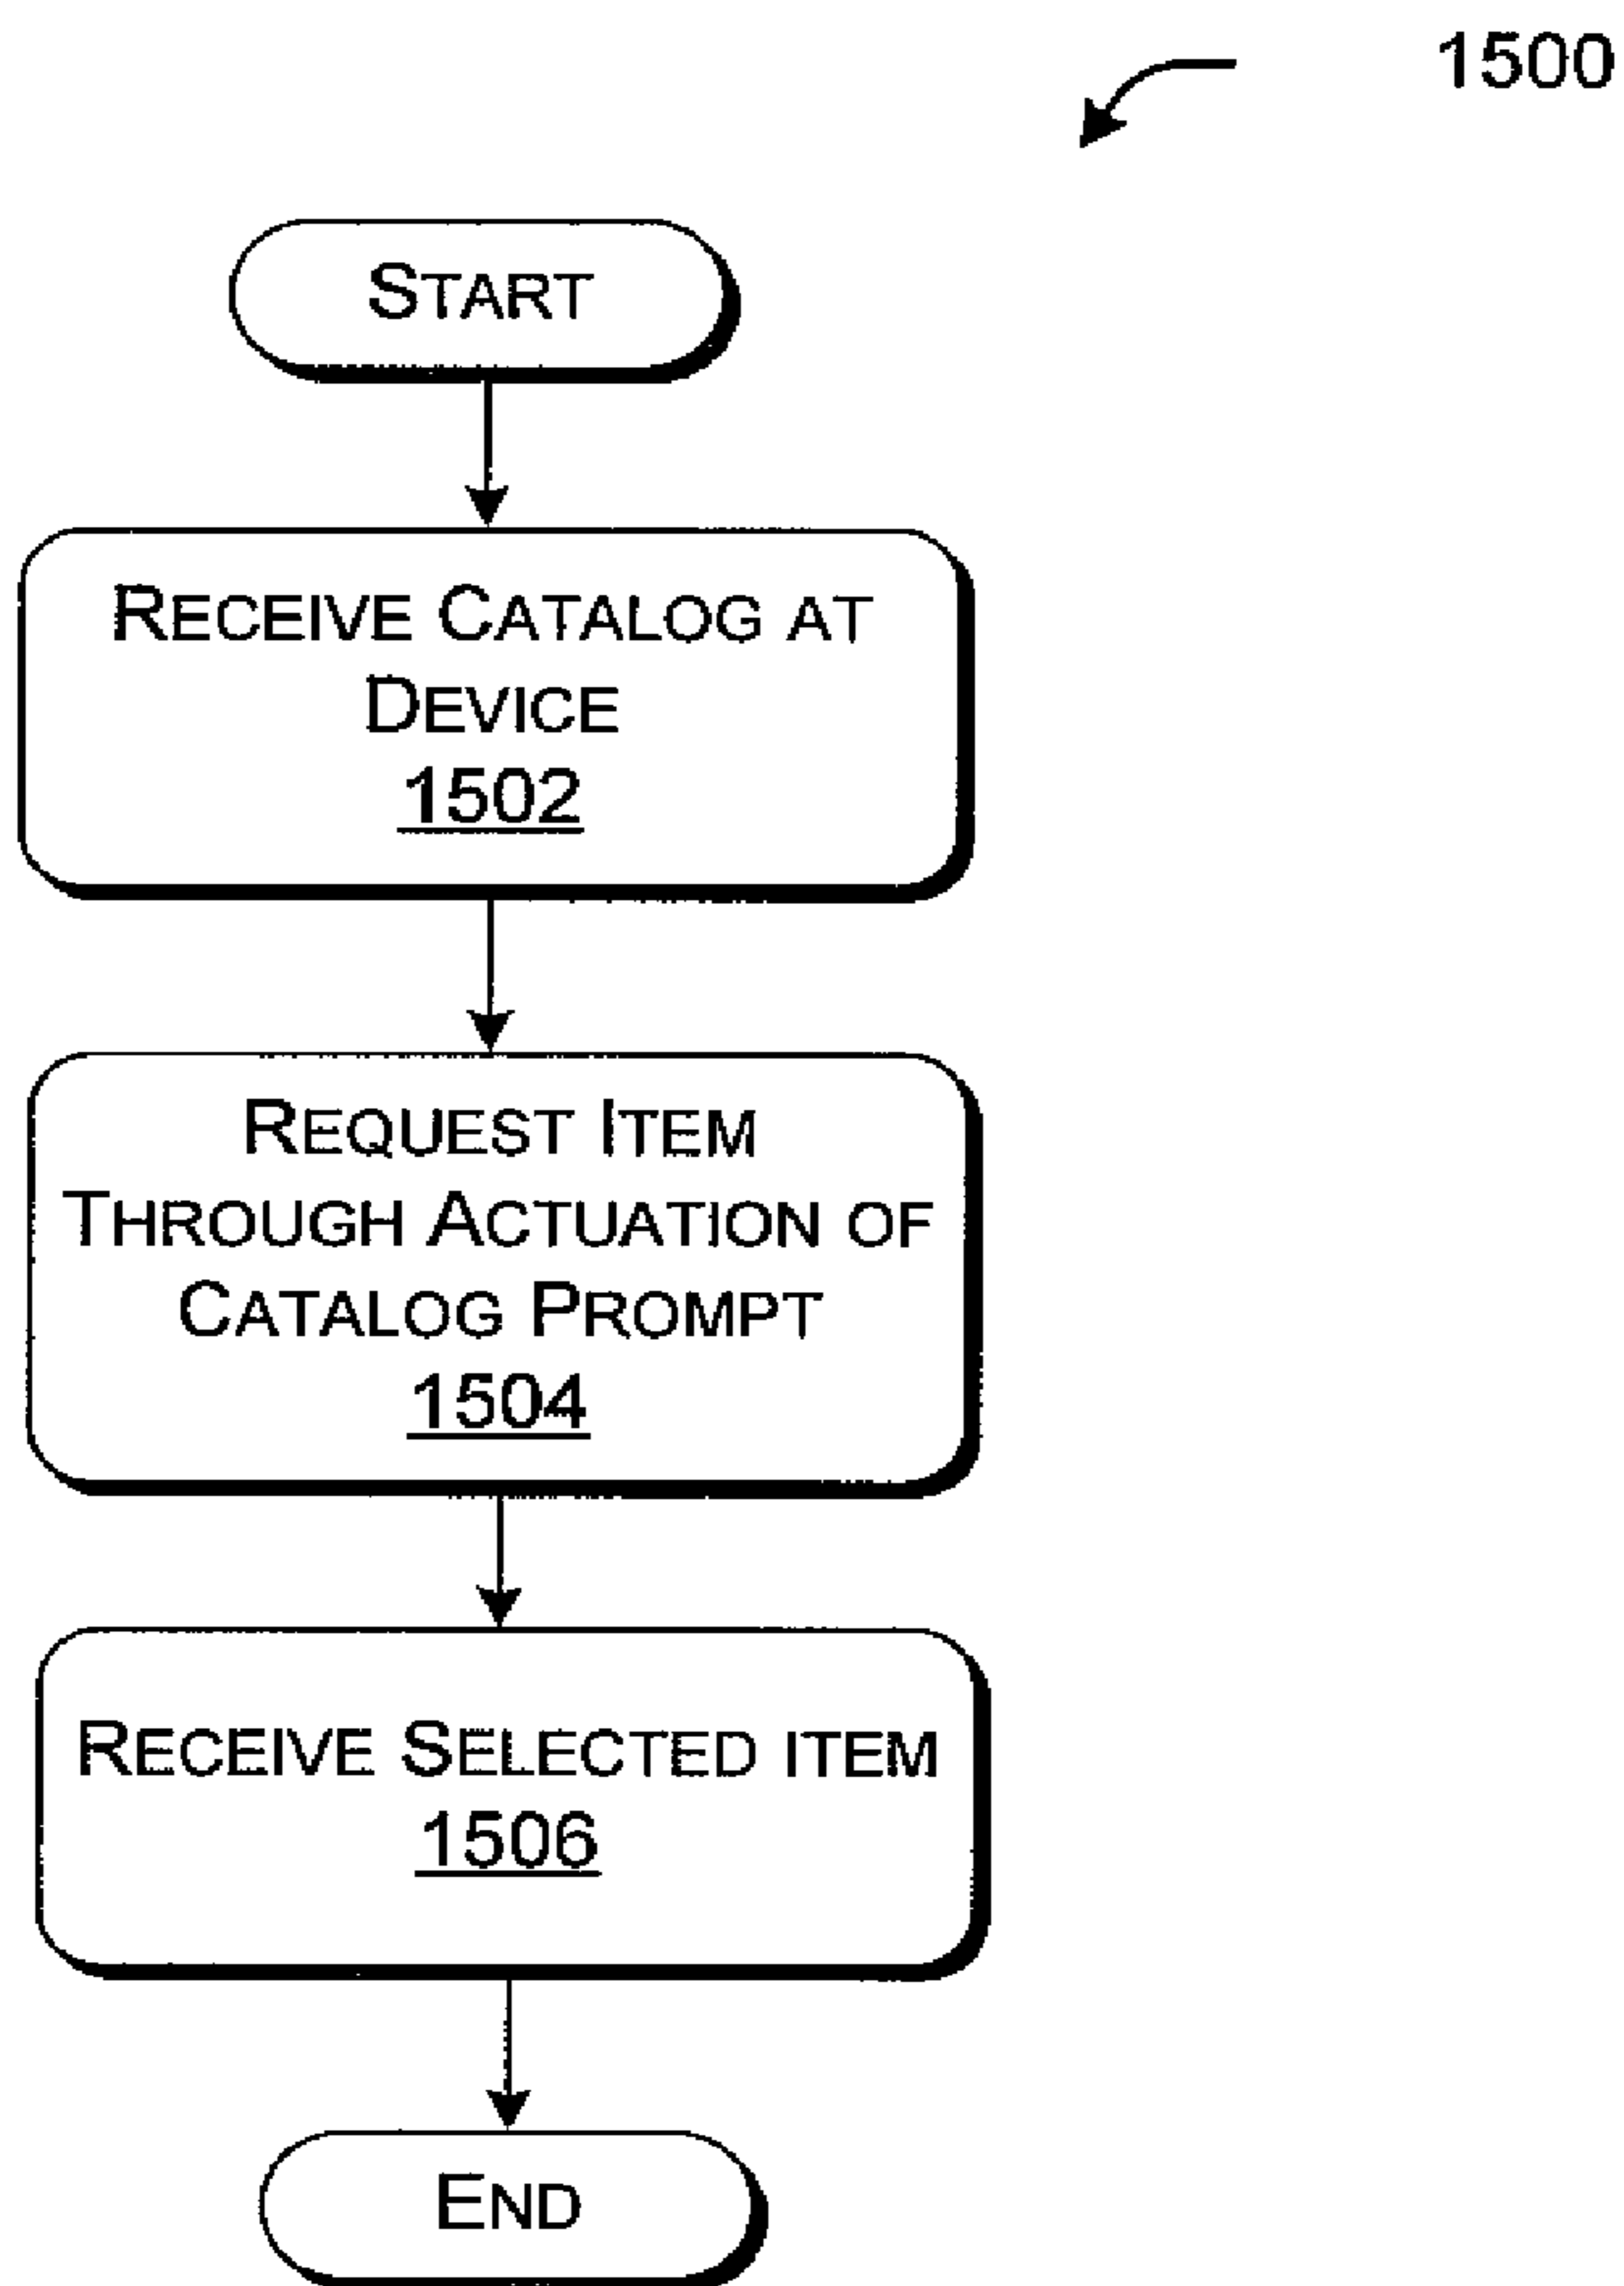 1500
START
RECEIVE CATALOG AT
DEVICE
1502
REQUEST ITEM
THROUGH ACTUATION OF
CATALOG PROMPT
1504
RECEIVE SELECTED ITEM
1506
END